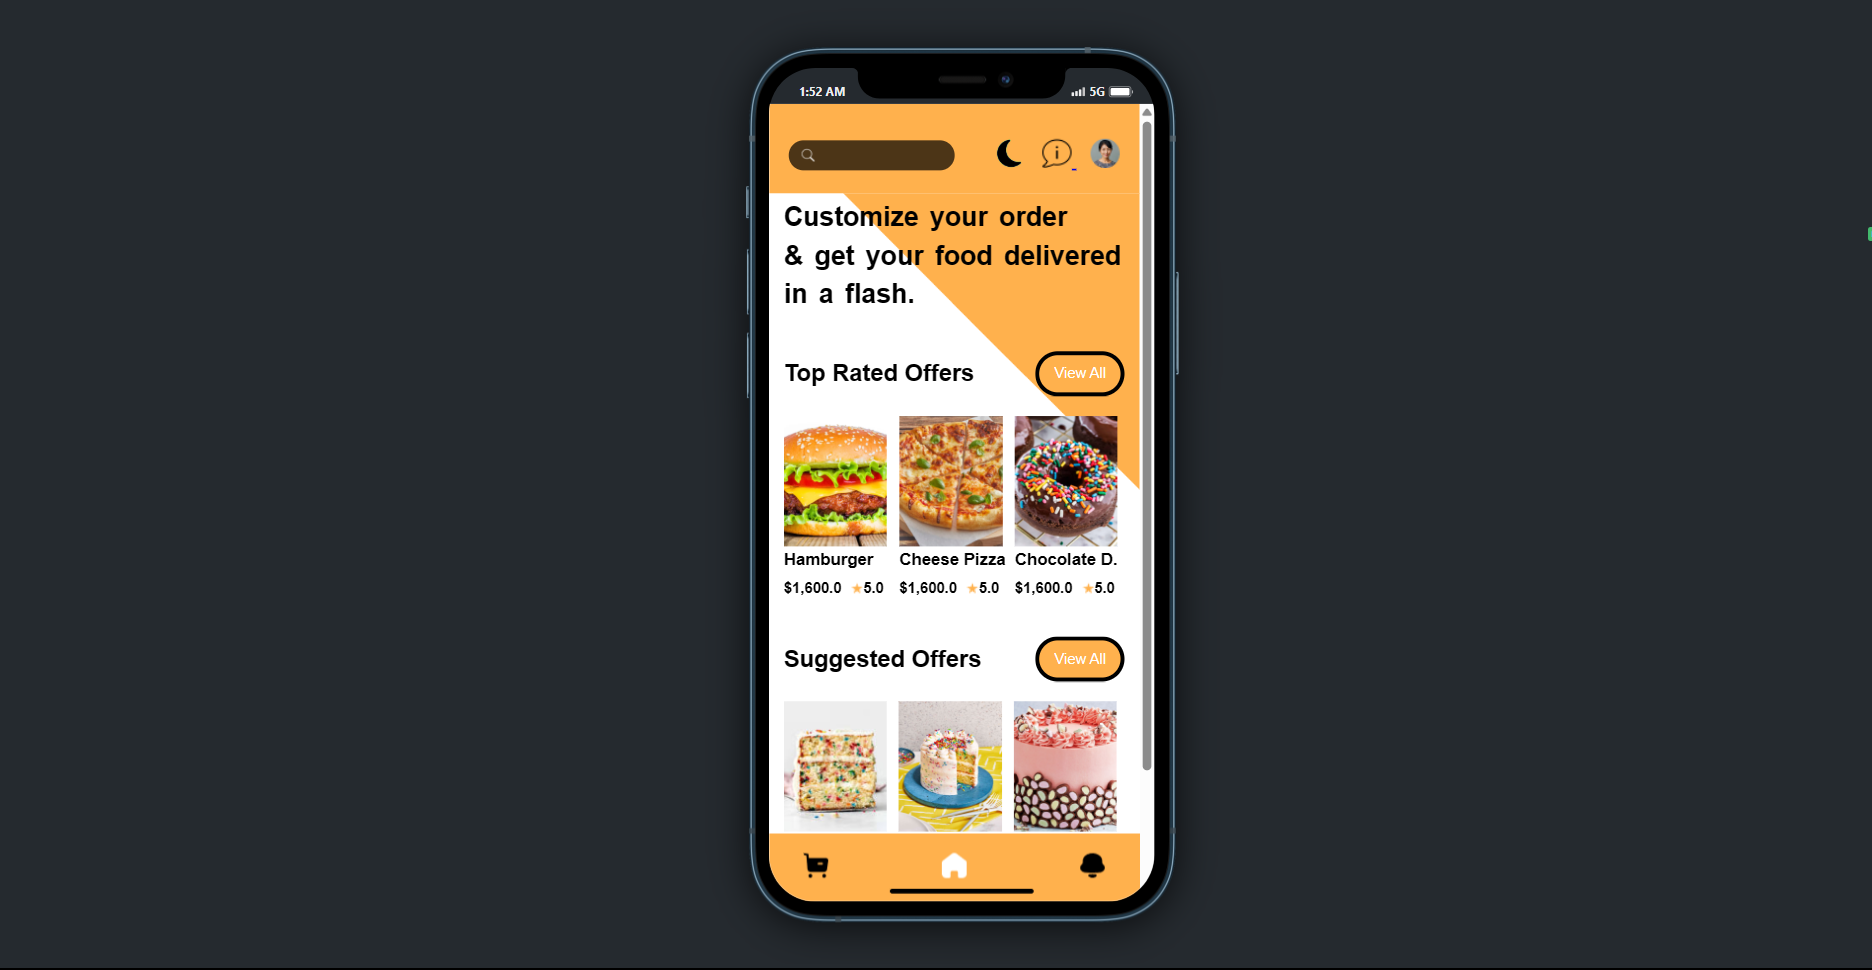 1:52 AM 5G
Customize your order
& get your food delivered
in a flash.
Top Rated Offers View All
Hamburger Cheese Pizza Chocolate D.
$1,600.0 ★5.0 $1,600.0 ★5.0 $1,600.0 ★5.0
Suggested Offers View All